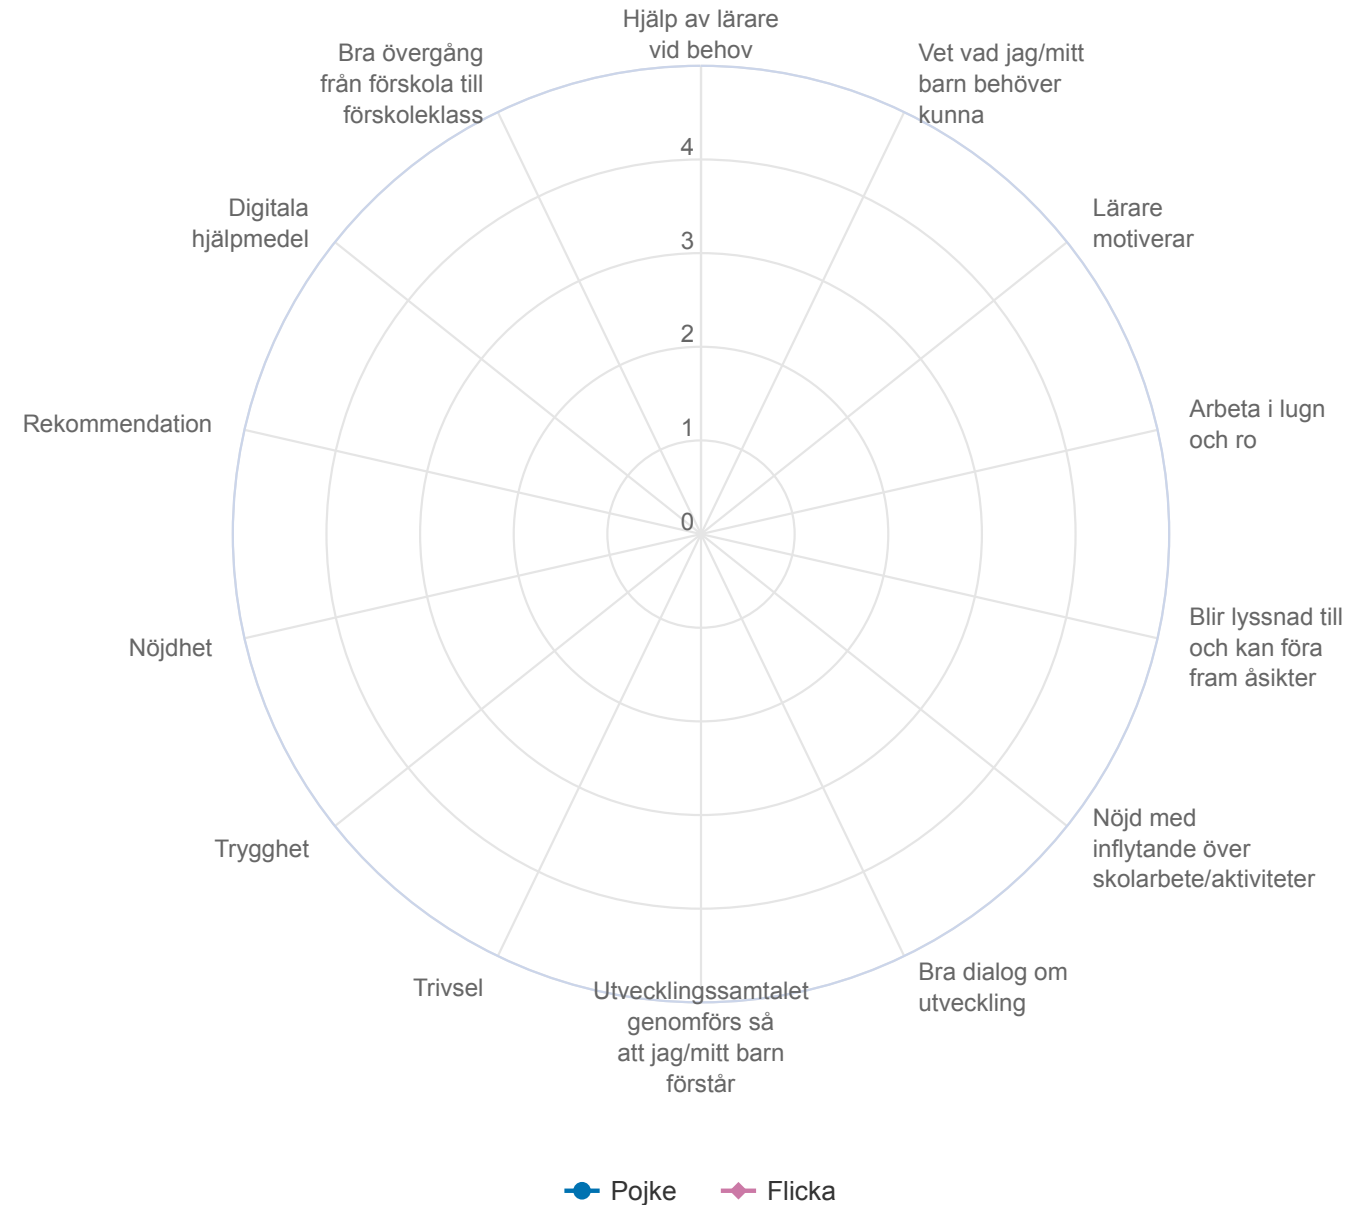 Hjälp av lärare
vid behov
Vet vad jag/mitt
barn behöver
kunna
Lärare
motiverar
Arbeta i lugn
och ro
Blir lyssnad till
och kan föra
fram åsikter
Nöjd med
inflytande över
skolarbete/aktiviteter
Bra dialog om
utveckling
Utvecklingssamtalet
genomförs så
att jag/mitt barn
förstår
Trivsel
Trygghet
Nöjdhet
Rekommendation
Digitala
hjälpmedel
Bra övergång
från förskola till
förskoleklass
4
3
2
1
0
Pojke
Flicka